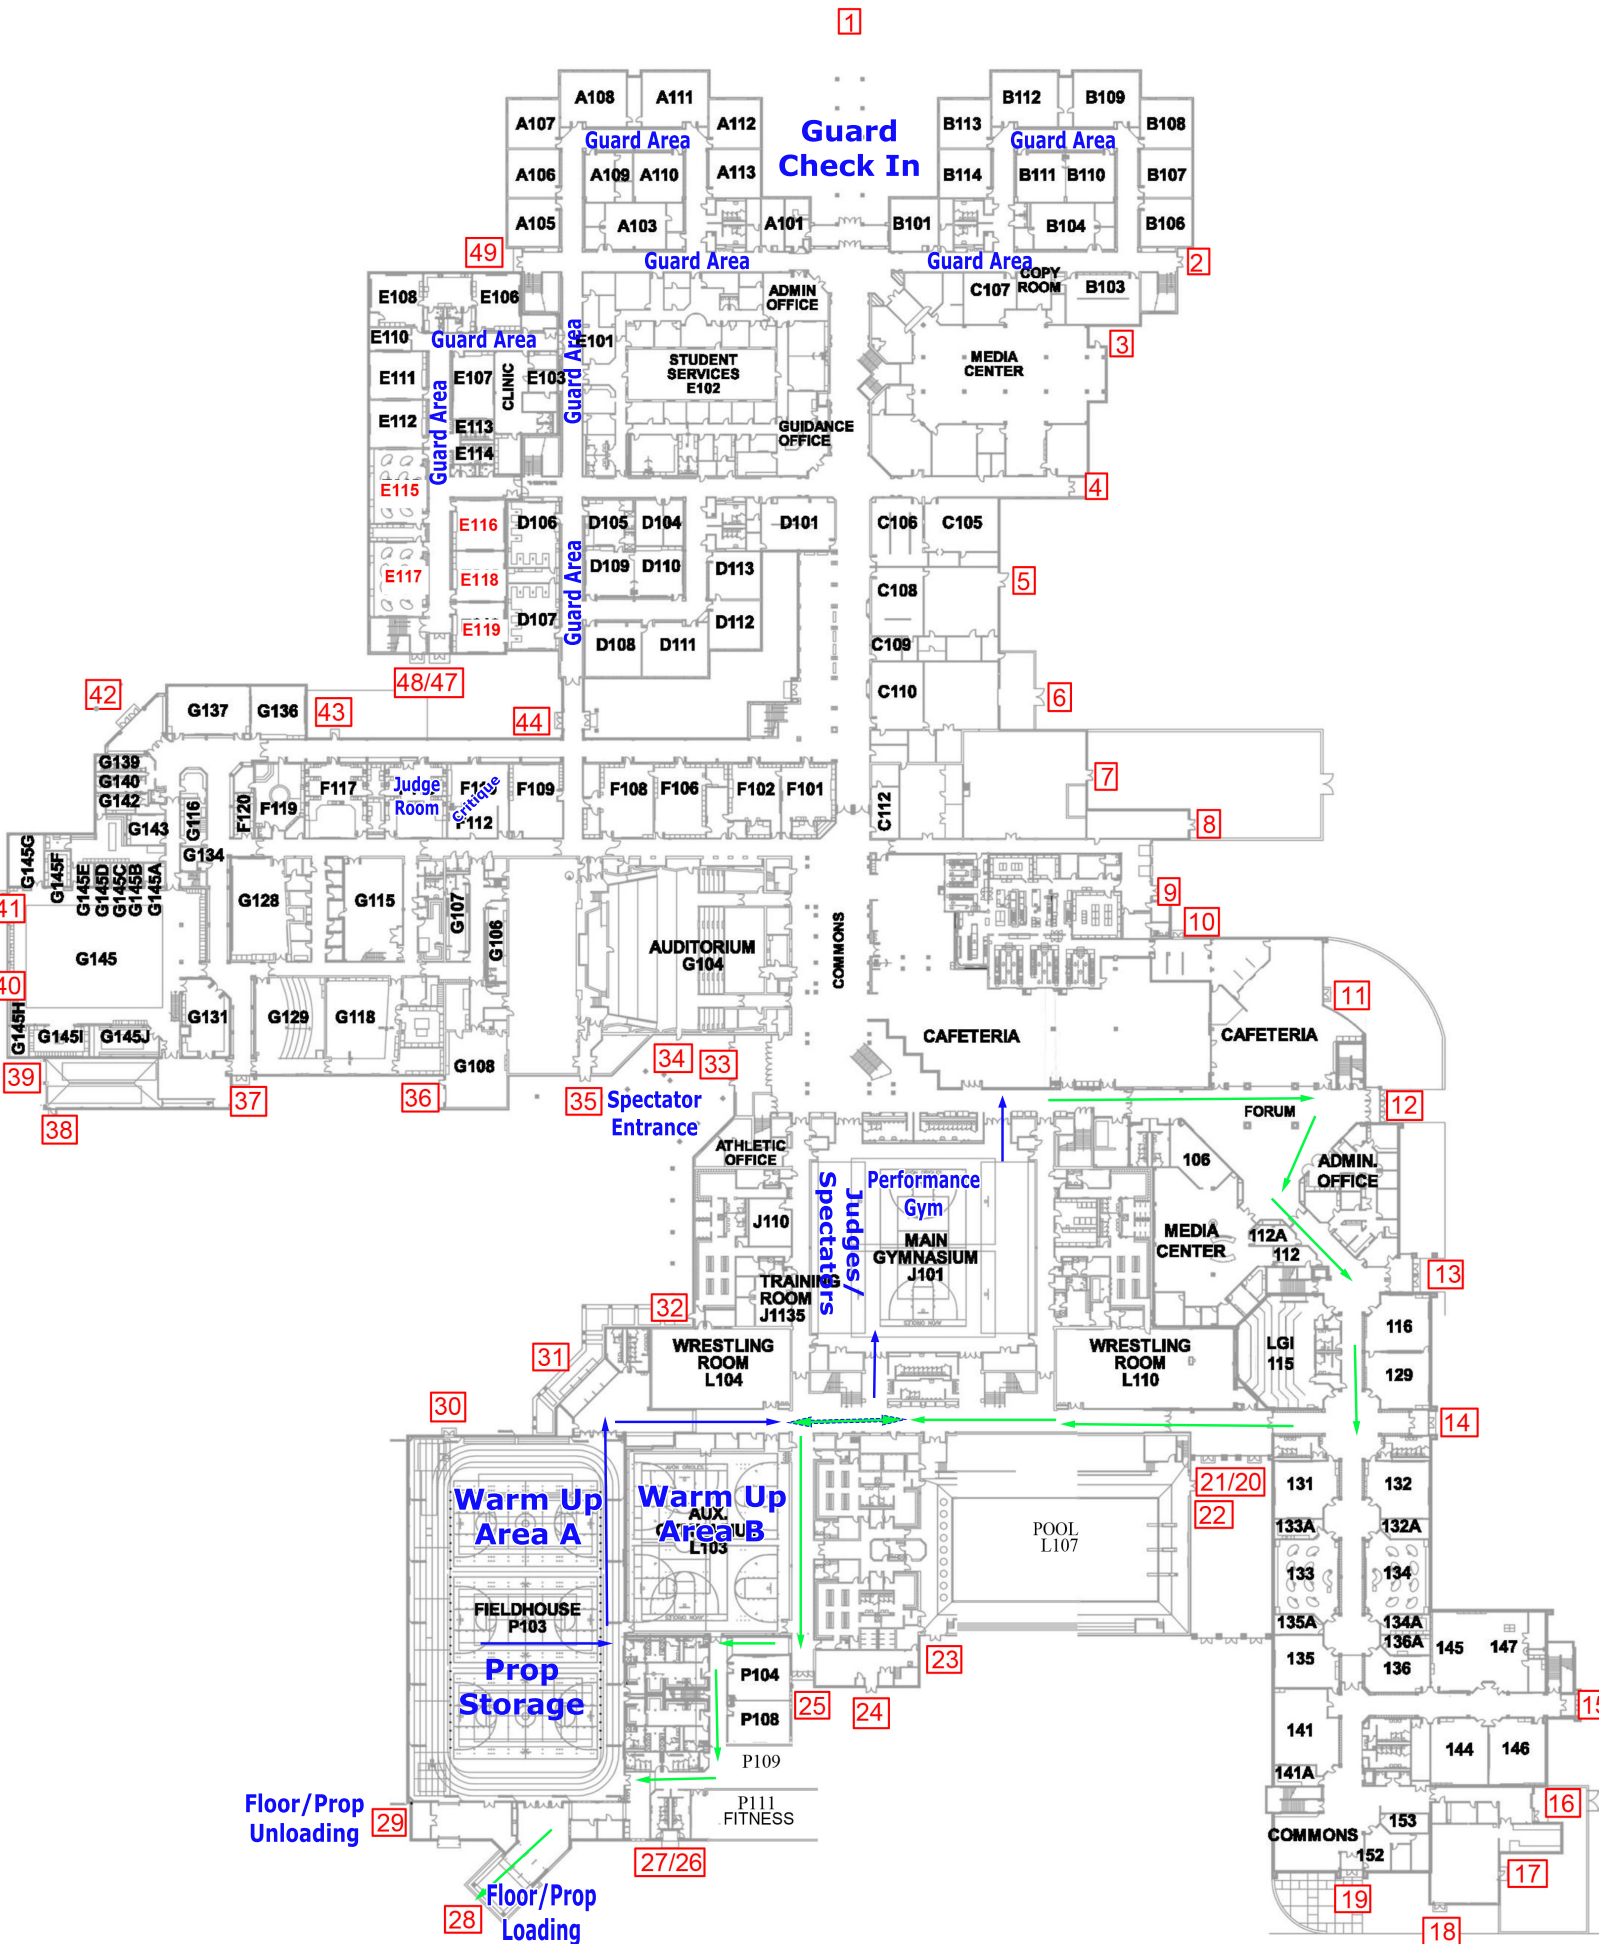 1
A108
A111
B112
B109
A107
A112
Guard
Check In
B113
B108
Guard Area
Guard Area
A106
A109
A110
A113
B114
B111
B110
B107
A105
A103
A101
B101
B104
B106
49
Guard Area
Guard Area
2
E108
E106
ADMIN
OFFICE
C107
COPY
ROOM
B103
E110
Guard Area
E101
Guard Area
3
E111
E107
CLINIC
E103
STUDENT
SERVICES
E102
MEDIA
CENTER
Guard Area
E112
E113
E114
GUIDANCE
OFFICE
E115
4
E116
D106
D105
D104
D101
C106
C105
E117
E118
Guard Area
D109
D110
D113
C108
5
E119
D107
D108
D111
D112
C109
48/47
C110
6
42
G137
G136
43
44
G139
G140
G142
G143
G116
G134
F120
F119
F117
Judge
Room
Critique
F112
F109
F108
F106
F102
F101
C112
7
8
G145G
G145F
G145E
G145D
G145C
G145B
G145A
41
G128
G115
G107
G106
AUDITORIUM
G104
COMMONS
9
10
G145
40
G145H
G145I
G145J
G131
G129
G118
G108
CAFETERIA
CAFETERIA
11
39
38
37
36
35
34
33
Spectator
Entrance
12
FORUM
ATHLETIC
OFFICE
106
ADMIN.
OFFICE
Judges/
Spectators
Performance
Gym
J110
MAIN
GYMNASIUM
J101
MEDIA
CENTER
112A
112
13
TRAINING
ROOM
J1135
32
31
WRESTLING
ROOM
L104
WRESTLING
ROOM
L110
LGI
115
116
129
30
14
Warm Up
Area A
Warm Up
Area B
AUX.
L103
POOL
L107
21/20
22
131
132
133A
132A
133
134
FIELDHOUSE
P103
135A
134A
136A
135
136
145
147
Prop
Storage
P104
P108
23
25
24
15
141
144
146
P109
141A
Floor/Prop
Unloading
29
P111
FITNESS
16
153
COMMONS
152
27/26
17
28
Floor/Prop
Loading
19
18